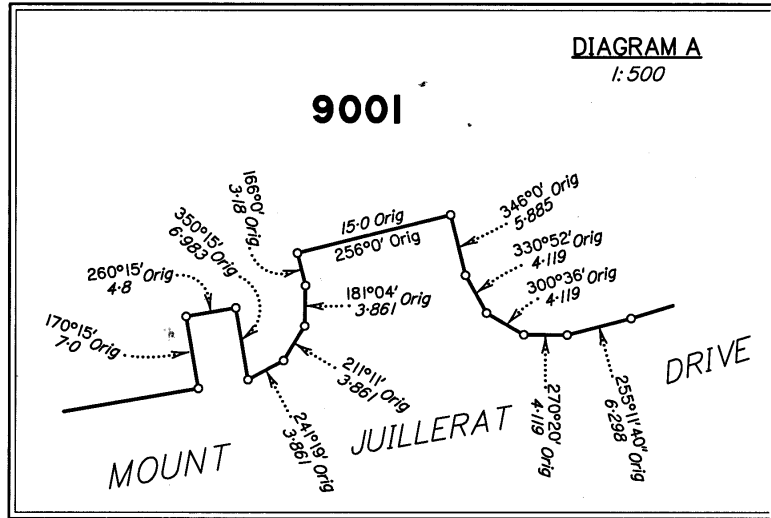 DIAGRAM A
1:500
9001
166°0' Orig
3·18
350°15' Orig
6·983
260°15' Orig
4·8
170°15' Orig
7·0
15·0 Orig
256°0' Orig
346°0' Orig
5·885
330°52' Orig
4·119
300°36' Orig
4·119
181°04' Orig
3·861
211°11' Orig
3·861
241°19' Orig
3·861
270°20' Orig
4·119
255°11'40" Orig
6·298
MOUNT JUILLERAT DRIVE